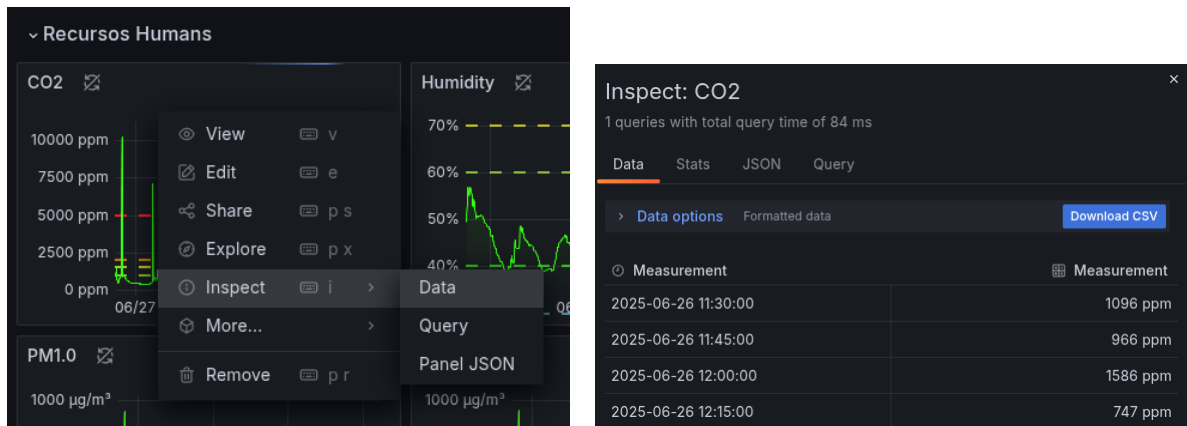 Recursos Humans
CO2
10000 ppm
7500 ppm
5000 ppm
2500 ppm
0 ppm
06/27
View v
Edit e
Share p s
Explore p x
Inspect i
More...
Remove p r
Data
Query
Panel JSON
Humidity
70%
60%
50%
40%
06
PM1.0
1000 µg/m³
1000 µg/m³
Inspect: CO2
1 queries with total query time of 84 ms
Data Stats JSON Query
Data options Formatted data Download CSV
Measurement Measurement
2025-06-26 11:30:00 1096 ppm
2025-06-26 11:45:00 966 ppm
2025-06-26 12:00:00 1586 ppm
2025-06-26 12:15:00 747 ppm